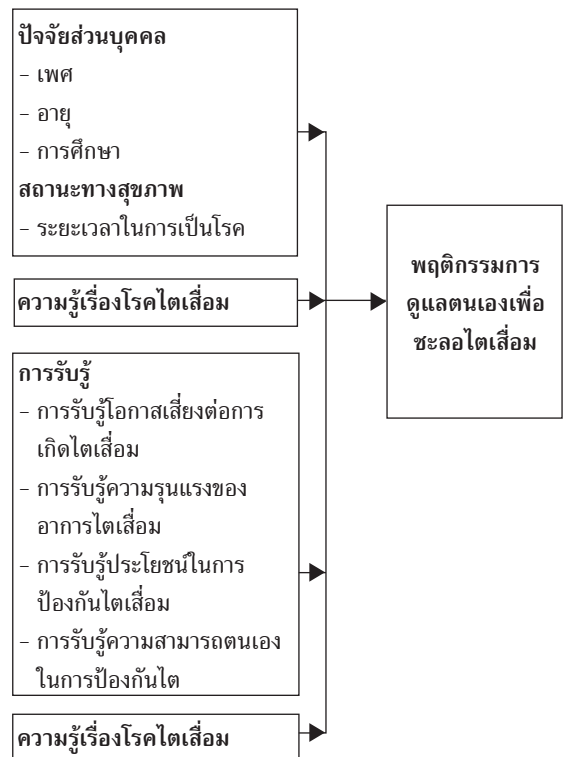 ปัจจัยส่วนบุคคล
– เพศ
– อายุ
– การศึกษา
สถานะทางสุขภาพ
– ระยะเวลาในการเป็นโรค
ความรู้เรื่องโรคไตเสื่อม
การรับรู้
– การรับรู้โอกาสเสี่ยงต่อการ
เกิดไตเสื่อม
– การรับรู้ความรุนแรงของ
อาการไตเสื่อม
– การรับรู้ประโยชน์ในการ
ป้องกันไตเสื่อม
– การรับรู้ความสามารถตนเอง
ในการป้องกันไต
ความรู้เรื่องโรคไตเสื่อม
พฤติกรรมการ
ดูแลตนเองเพื่อ
ชะลอไตเสื่อม